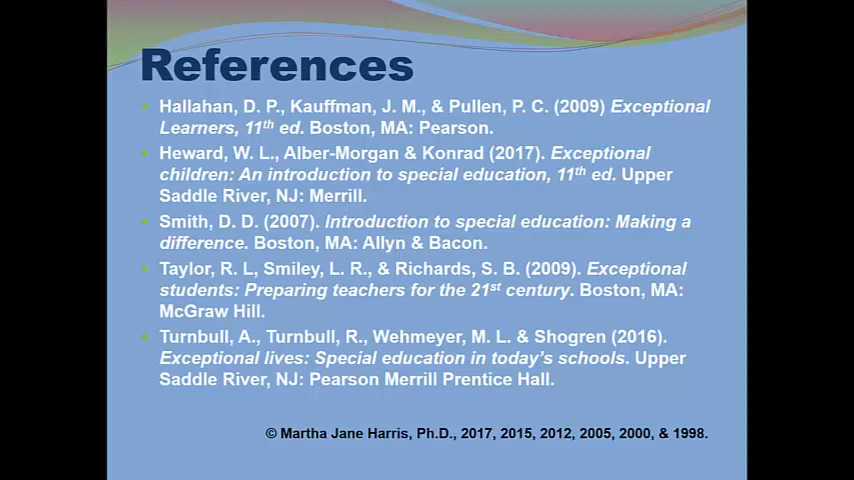 References
Hallahan, D. P., Kauffman, J. M., & Pullen, P. C. (2009) Exceptional
Learners, 11th ed. Boston, MA: Pearson.
Heward, W. L., Alber-Morgan & Konrad (2017). Exceptional
children: An introduction to special education, 11th ed. Upper
Saddle River, NJ: Merrill.
Smith, D. D. (2007). Introduction to special education: Making a
difference. Boston, MA: Allyn & Bacon.
Taylor, R. L, Smiley, L. R., & Richards, S. B. (2009). Exceptional
students: Preparing teachers for the 21st century. Boston, MA:
McGraw Hill.
Turnbull, A., Turnbull, R., Wehmeyer, M. L. & Shogren (2016).
Exceptional lives: Special education in today’s schools. Upper
Saddle River, NJ: Pearson Merrill Prentice Hall.
© Martha Jane Harris, Ph.D., 2017, 2015, 2012, 2005, 2000, & 1998.